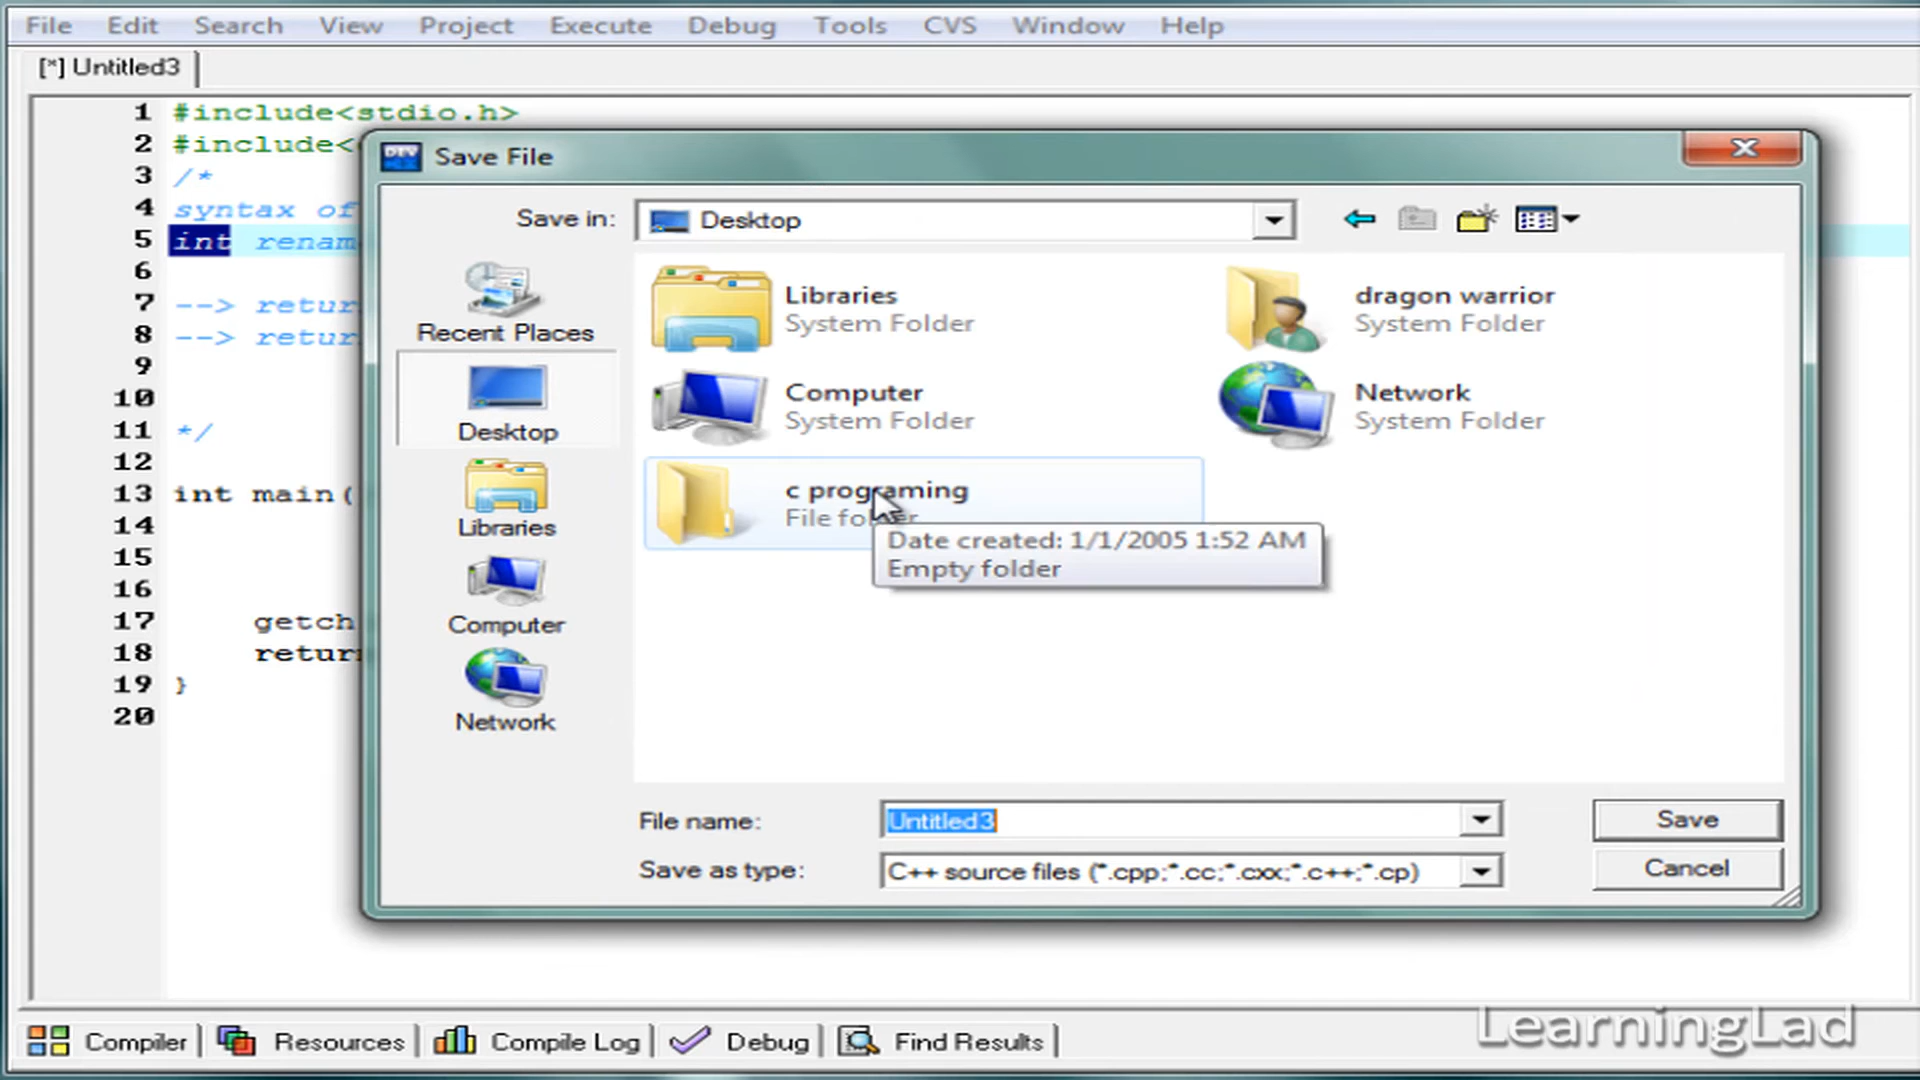 File Edit Search View Project Execute Debug Tools CVS Window Help
[*] Untitled3
1 #include<stdio.h>
2 #include<
3 /*
4 syntax of
5 int rename
6
7 --> retur
8 --> retur
9
10
11 */
12
13 int main(
14
15
16
17 getch
18 return
19 }
20
Save File
Save in: Desktop
Recent Places
Desktop
Libraries
Computer
Network
Libraries
System Folder
dragon warrior
System Folder
Computer
System Folder
Network
System Folder
c programing
File folder
Date created: 1/1/2005 1:52 AM
Empty folder
File name: Untitled3 Save
Save as type: C++ source files (*.cpp;*.cc;*.cxx;*.c++;*.cp) Cancel
Compiler Resources Compile Log Debug Find Results
LearningLad